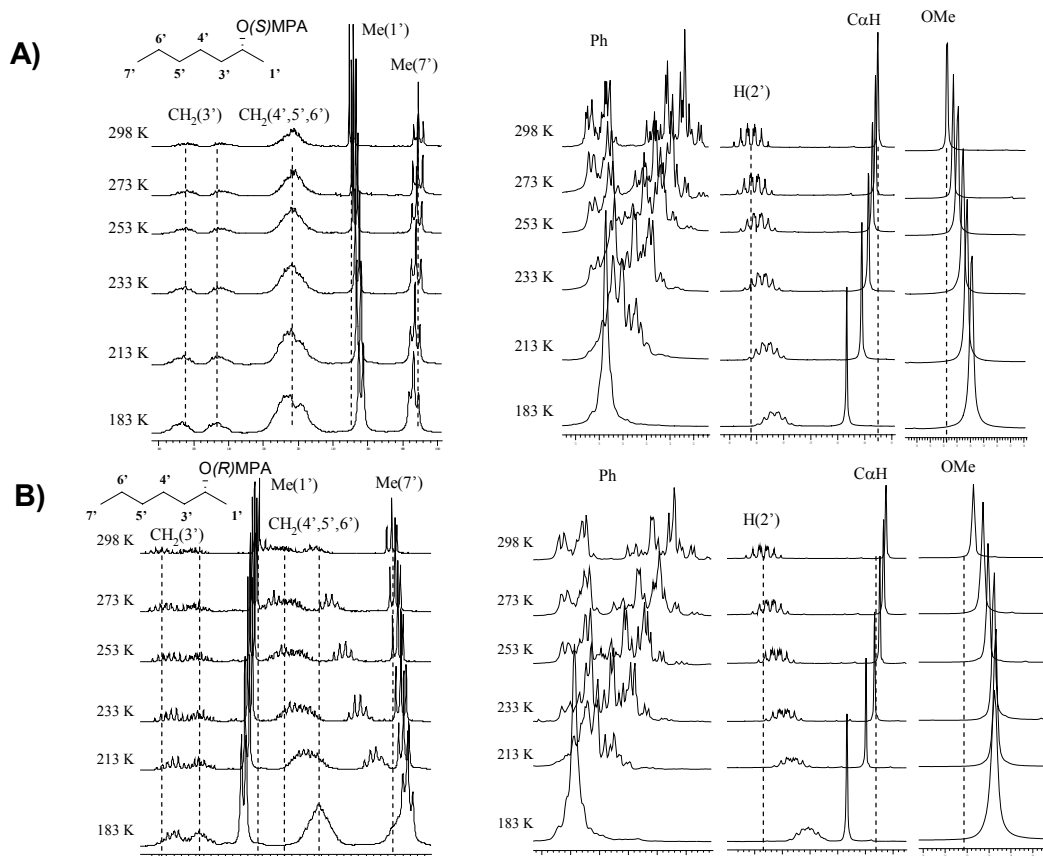 A)
O(S)MPA
6'
4'
7'
5'
3'
1'
CH2(3')
CH2(4',5',6')
Me(1')
Me(7')
298 K
273 K
253 K
233 K
213 K
183 K
Ph
H(2')
CαH
OMe
298 K
273 K
253 K
233 K
213 K
183 K
B)
O(R)MPA
6'
4'
7'
5'
3'
1'
CH2(3')
Me(1')
CH2(4',5',6')
Me(7')
298 K
273 K
253 K
233 K
213 K
183 K
Ph
H(2')
CαH
OMe
298 K
273 K
253 K
233 K
213 K
183 K